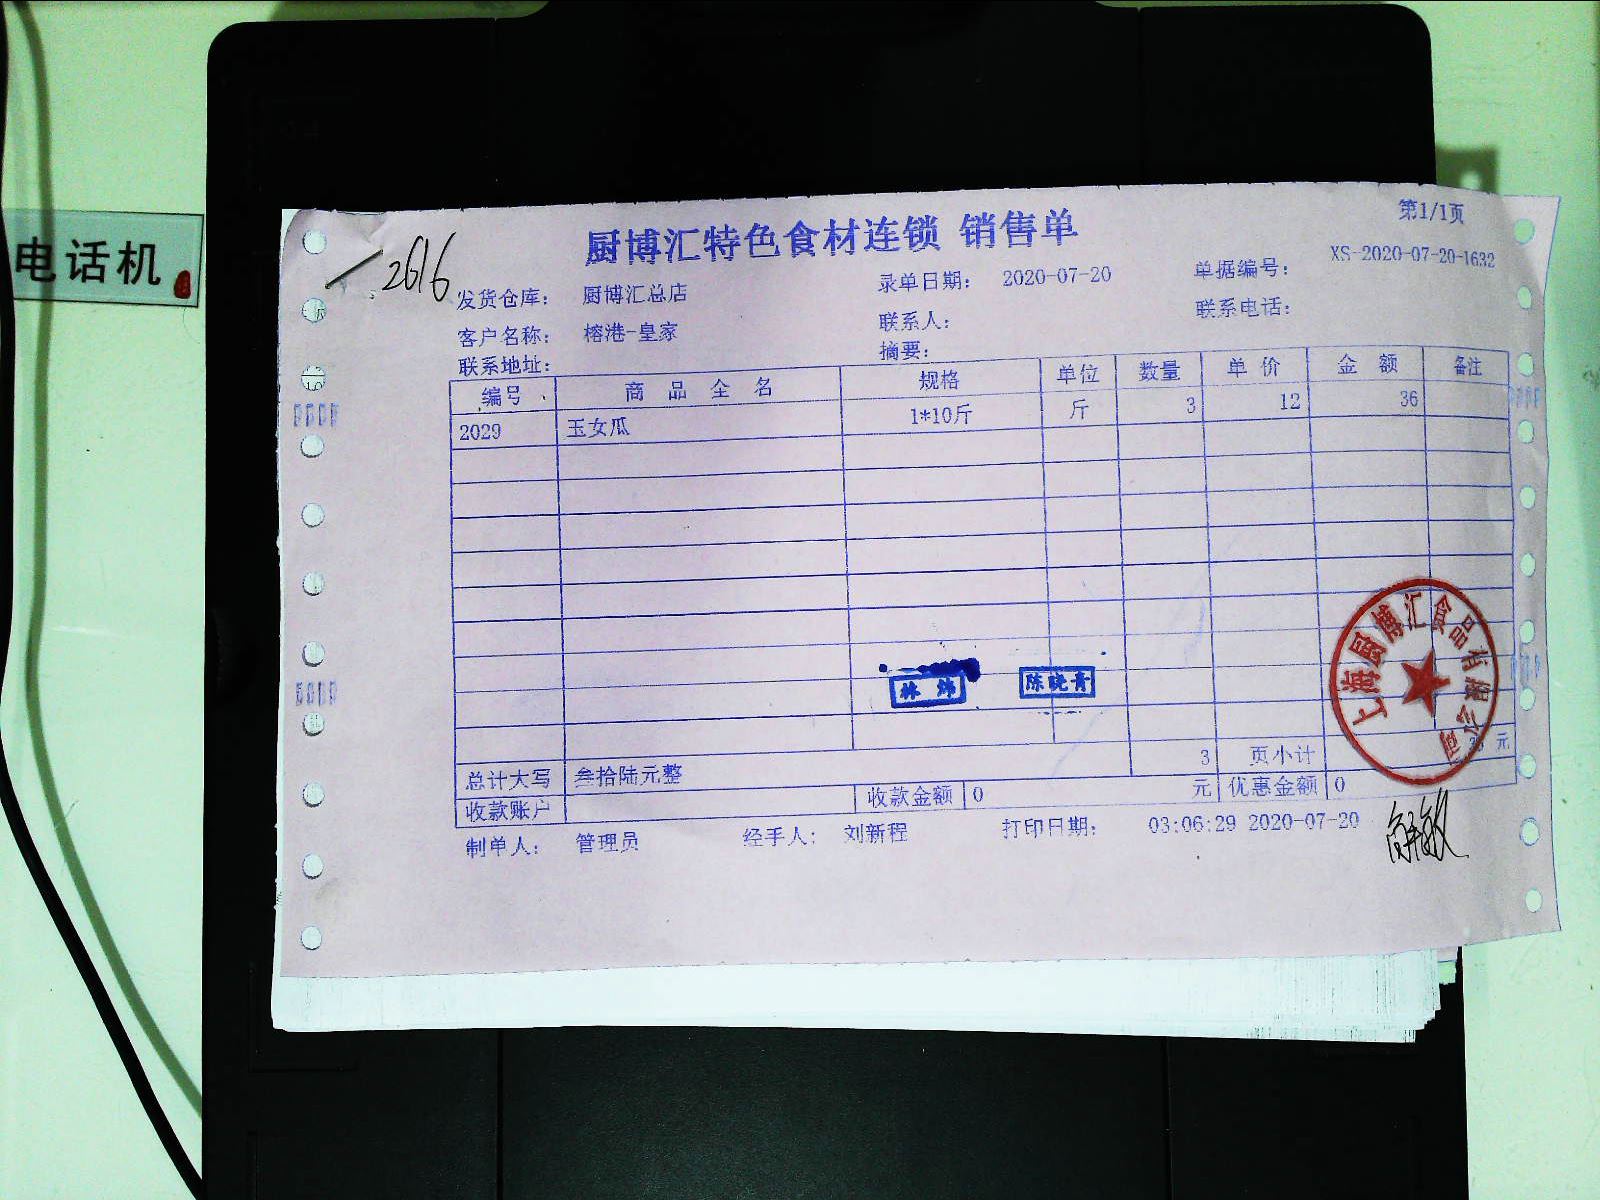 电话机
2616
厨博汇特色食材连锁 销售单
第1/1页
发货仓库： 厨博汇总店 录单日期： 2020-07-20 单据编号： XS-2020-07-20-1632
客户名称： 榕港-皇家 联系人： 联系电话：
联系地址： 摘要：
编号 商品全名 规格 单位 数量 单价 金额 备注
2029 玉女瓜 1*10斤 斤 3 12 36
林炜 陈晓青
上海厨博汇食品有限公司
3 页小计 36 元
总计大写 叁拾陆元整
收款账户 收款金额 0 元 优惠金额 0
制单人： 管理员 经手人： 刘新程 打印日期： 03:06:29 2020-07-20